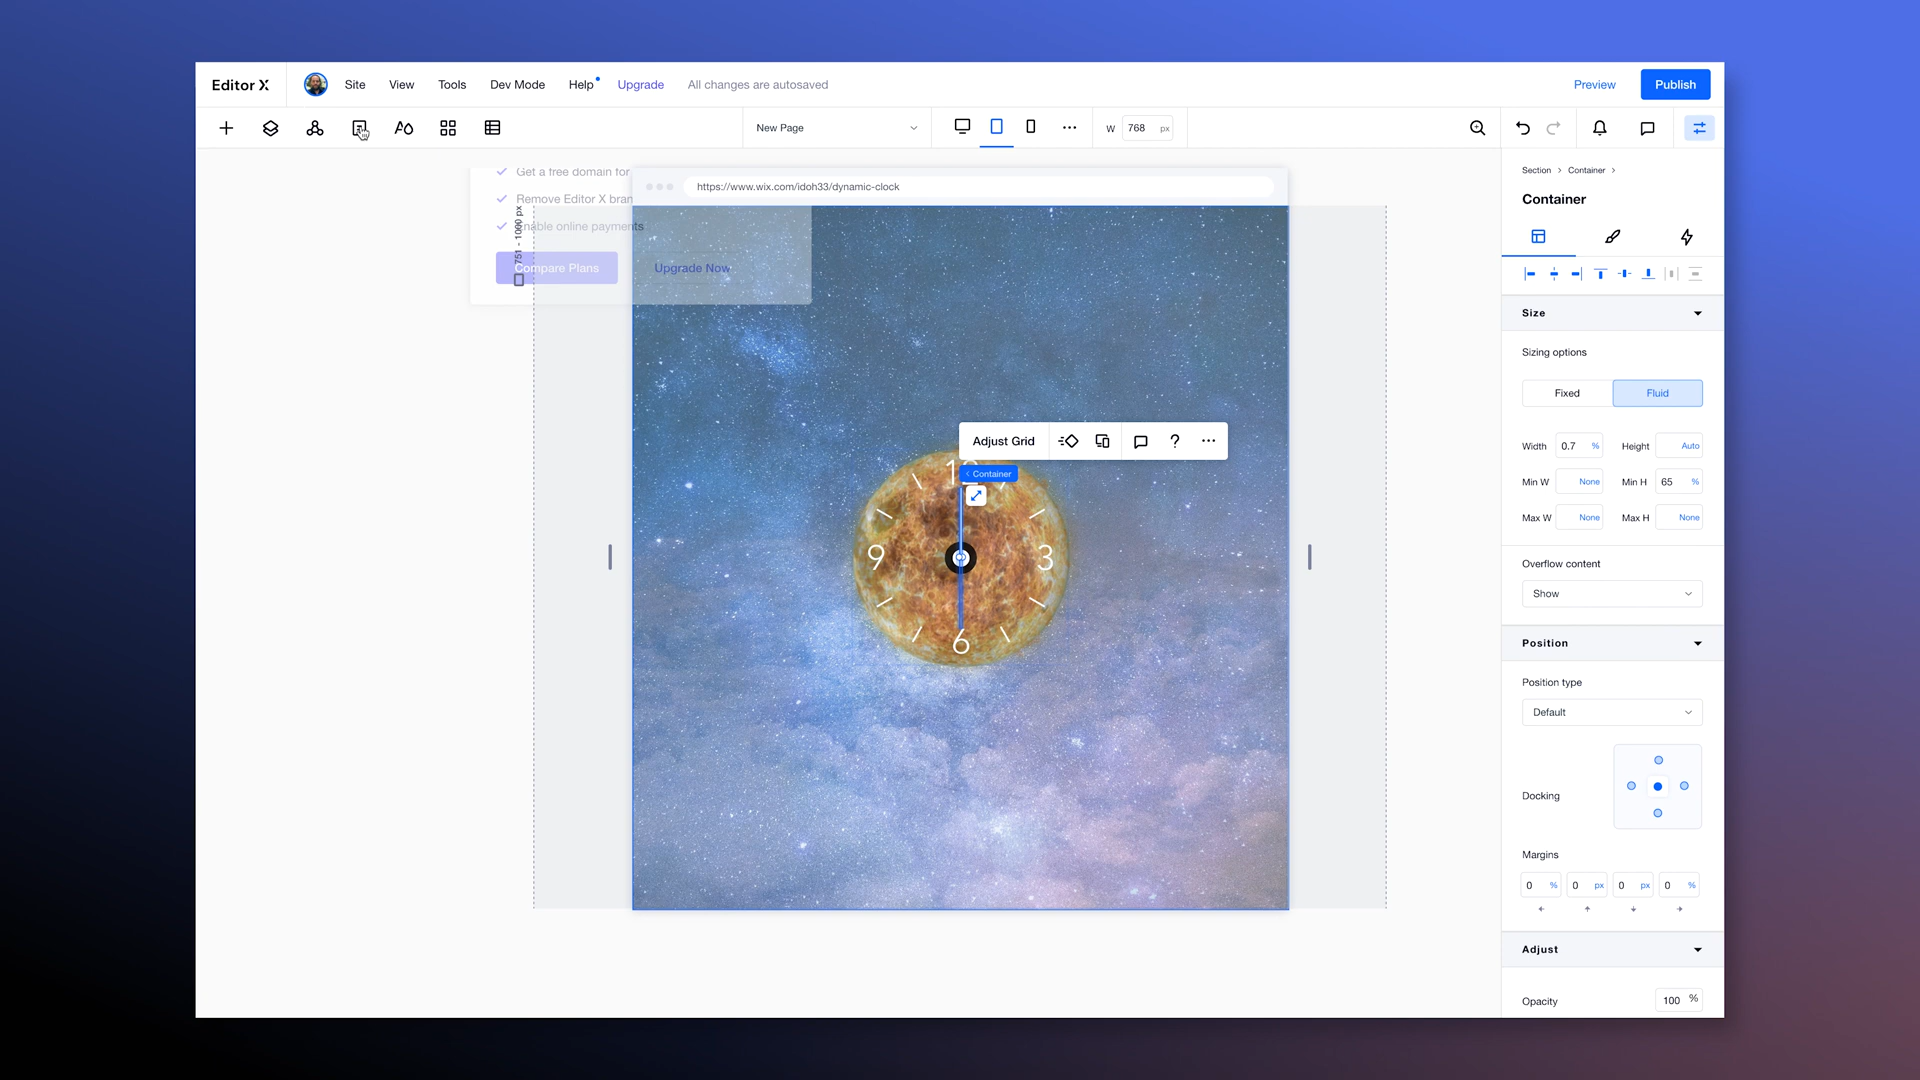 Editor X
Site
View
Tools
Dev Mode
Help
Upgrade
All changes are autosaved
Preview
Publish
New Page
W 768 px
https://www.wix.com/idoh33/dynamic-clock
Get a free domain for
Remove Editor X bran
Enable online payments
751 - 1000 px
Compare Plans
Upgrade Now
Adjust Grid
?
< Container
12
9
3
6
Section > Container >
Container
Size
Sizing options
Fixed
Fluid
Width 0.7 % Height Auto
Min W None Min H 65 %
Max W None Max H None
Overflow content
Show
Position
Position type
Default
Docking
Margins
0 % 0 px 0 px 0 %
Adjust
Opacity 100 %